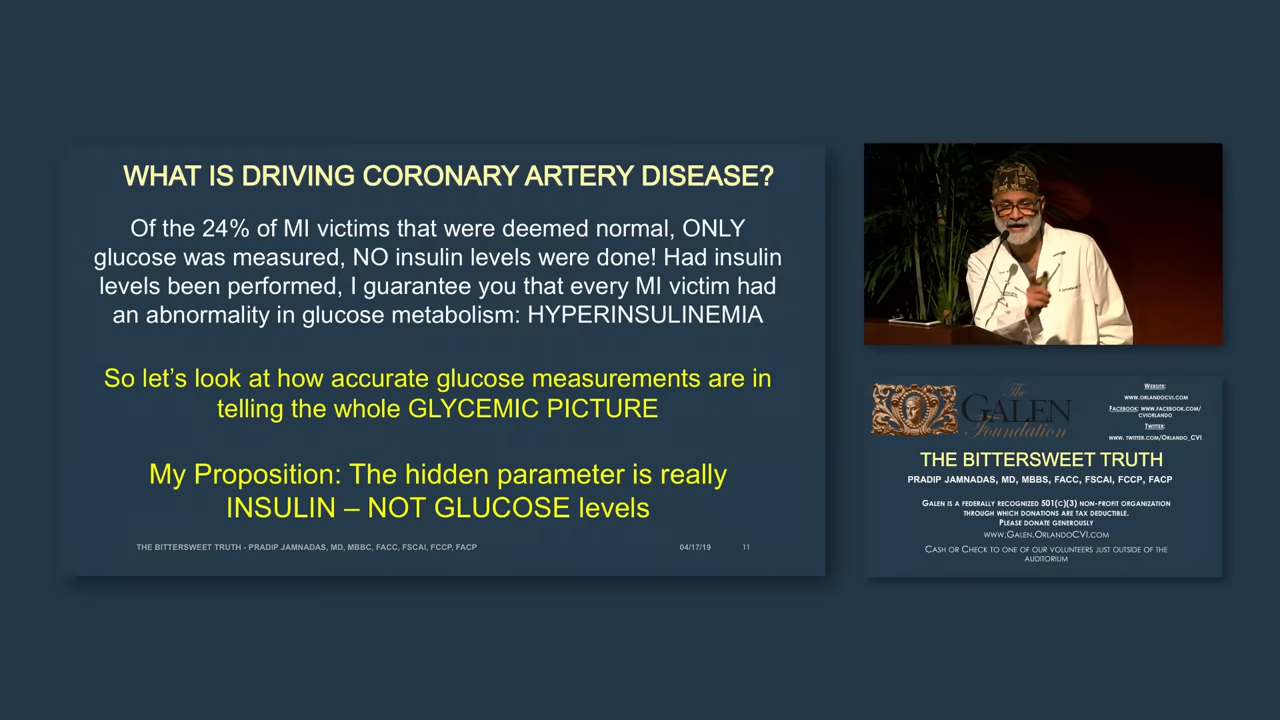 WHAT IS DRIVING CORONARY ARTERY DISEASE?
Of the 24% of MI victims that were deemed normal, ONLY
glucose was measured, NO insulin levels were done! Had insulin
levels been performed, I guarantee you that every MI victim had
an abnormality in glucose metabolism: HYPERINSULINEMIA
So let’s look at how accurate glucose measurements are in
telling the whole GLYCEMIC PICTURE
My Proposition: The hidden parameter is really
INSULIN – NOT GLUCOSE levels
THE BITTERSWEET TRUTH - PRADIP JAMNADAS, MD, MBBC, FACC, FSCAI, FCCP, FACP
04/17/19
11
The
GALEN
Foundation
WEBSITE:
WWW.ORLANDOCVI.COM
FACEBOOK: WWW.FACEBOOK.COM/
CVIORLANDO
TWITTER:
WWW. TWITTER.COM/ORLANDO_CVI
THE BITTERSWEET TRUTH
PRADIP JAMNADAS, MD, MBBS, FACC, FSCAI, FCCP, FACP
GALEN IS A FEDERALLY RECOGNIZED 501(C)(3) NON-PROFIT ORGANIZATION
THROUGH WHICH DONATIONS ARE TAX DEDUCTIBLE.
PLEASE DONATE GENEROUSLY
WWW.GALEN.ORLANDOCVI.COM
CASH OR CHECK TO ONE OF OUR VOLUNTEERS JUST OUTSIDE OF THE
AUDITORIUM